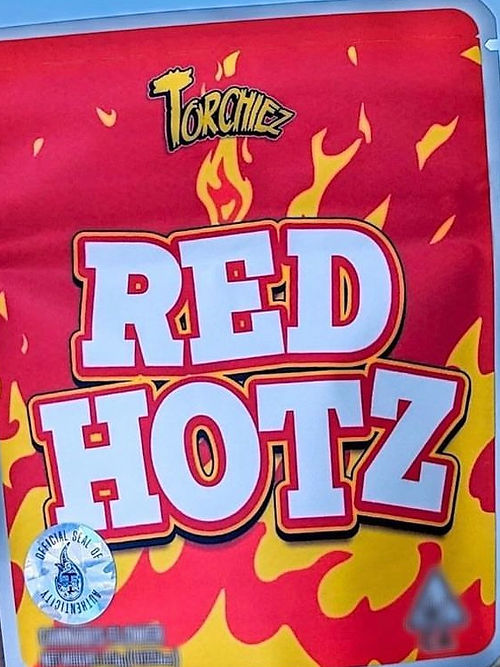 TORCHIEZ
RED
HOTZ
OFFICIAL SEAL OF
AUTHENTICITY